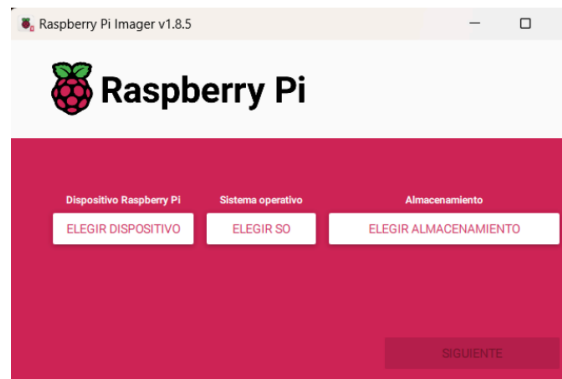 Raspberry Pi Imager v1.8.5
Raspberry Pi
Dispositivo Raspberry Pi Sistema operativo Almacenamiento
ELEGIR DISPOSITIVO ELEGIR SO ELEGIR ALMACENAMIENTO
SIGUIENTE